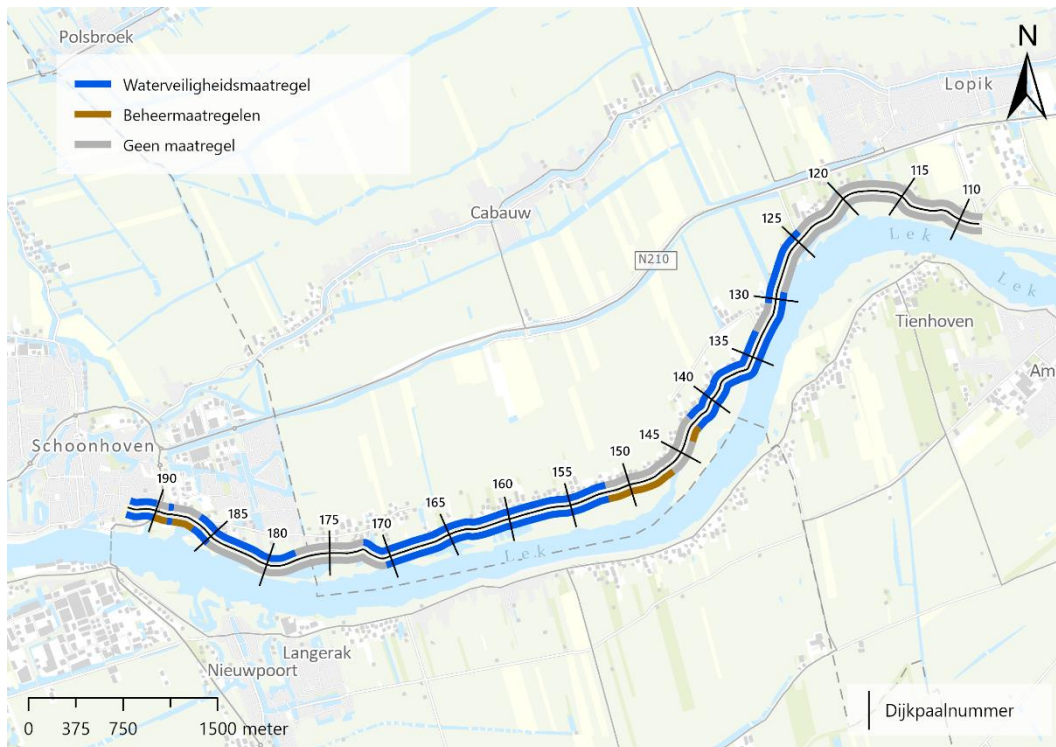 Polsbroek
N
Waterveiligheidsmaatregel
Beheermaatregelen
Geen maatregel
Lopik
120
115
110
Cabauw
125
Lek
N210
Lek
130
Tienhoven
135
Am
140
Schoonhoven
145
150
190
155
160
185
165
180
175
170
Lek
Langerak
Nieuwpoort
0 375 750 1500 meter
Dijkpaalnummer